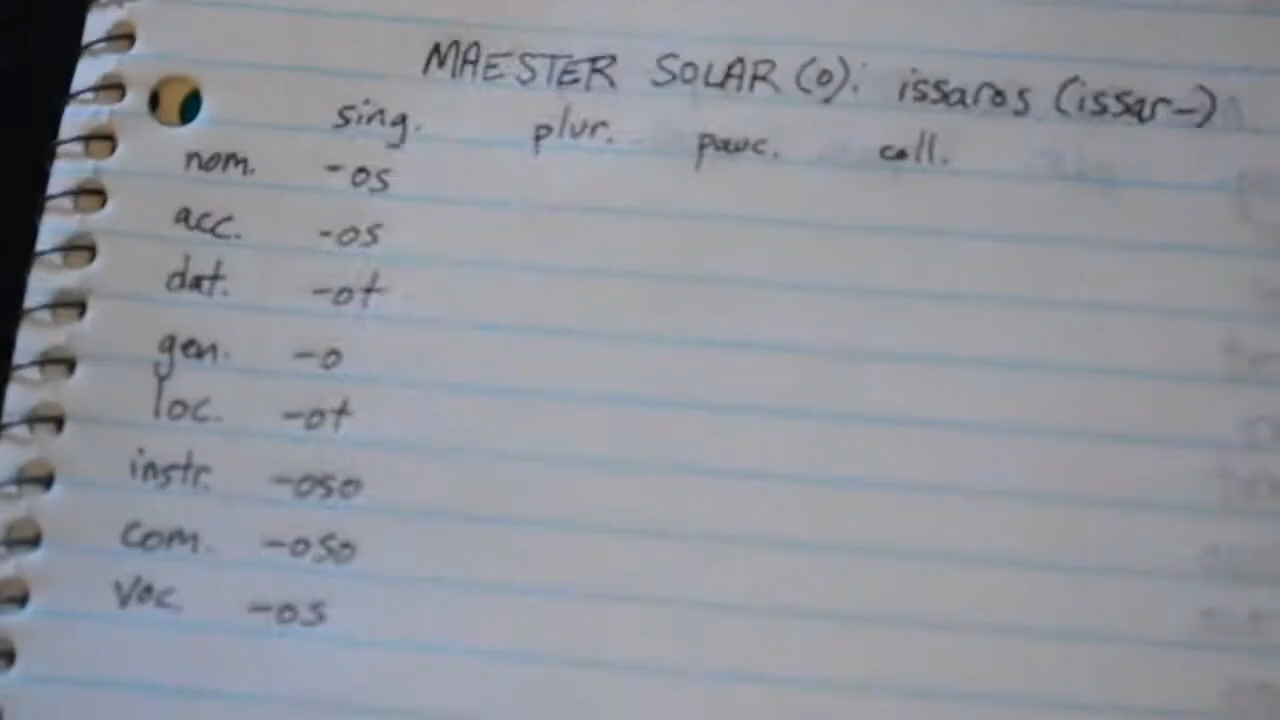 MAESTER SOLAR (o): issaros (issar-)
sing. plur. pauc. coll.
nom. -os
acc. -os
dat. -ot
gen. -o
loc. -ot
instr. -oso
com. -oso
voc. -os